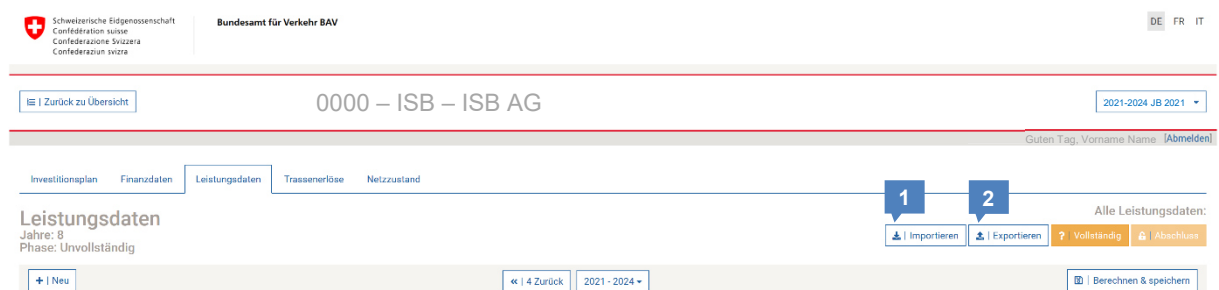 Schweizerische Eidgenossenschaft
Confédération suisse
Confederazione Svizzera
Confederaziun svizra
Bundesamt für Verkehr BAV
DE FR IT
Zurück zu Übersicht
0000 – ISB – ISB AG
2021-2024 JB 2021
Guten Tag, Vorname Name [Abmelden]
Investitionsplan Finanzdaten Leistungsdaten Trassenerlöse Netzzustand
1 2
Leistungsdaten
Jahre: 8
Phase: Unvollständig
Alle Leistungsdaten:
| Importieren | Exportieren ? | Vollständig | Abschluss
+ | Neu « | 4 Zurück 2021 - 2024 | Berechnen & speichern